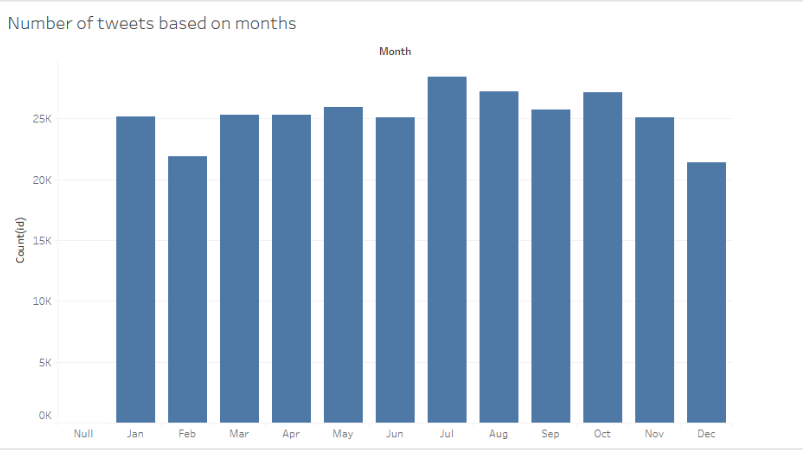 Number of tweets based on months
Month
Count(id)
25K
20K
15K
10K
5K
0K
Null Jan Feb Mar Apr May Jun Jul Aug Sep Oct Nov Dec